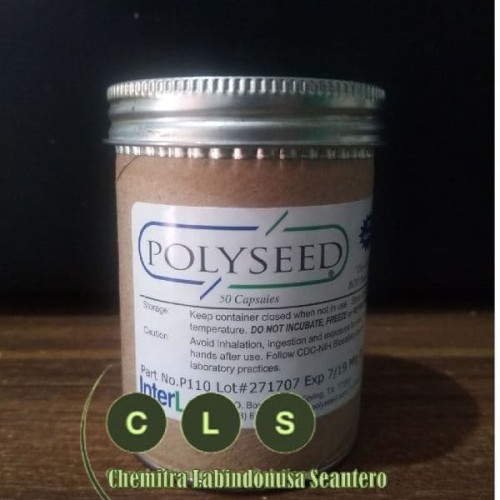 POLYSEED®
50 Capsules
Storage: Keep container closed when not in use.
temperature. DO NOT INCUBATE, FREEZE or
Caution: Avoid inhalation, ingestion and
hands after use. Follow CDC-NIH
laboratory practices.
Part No.P110 Lot#271707 Exp 7/19
InterL
C L S
Chemitra Labindonusa Seantero